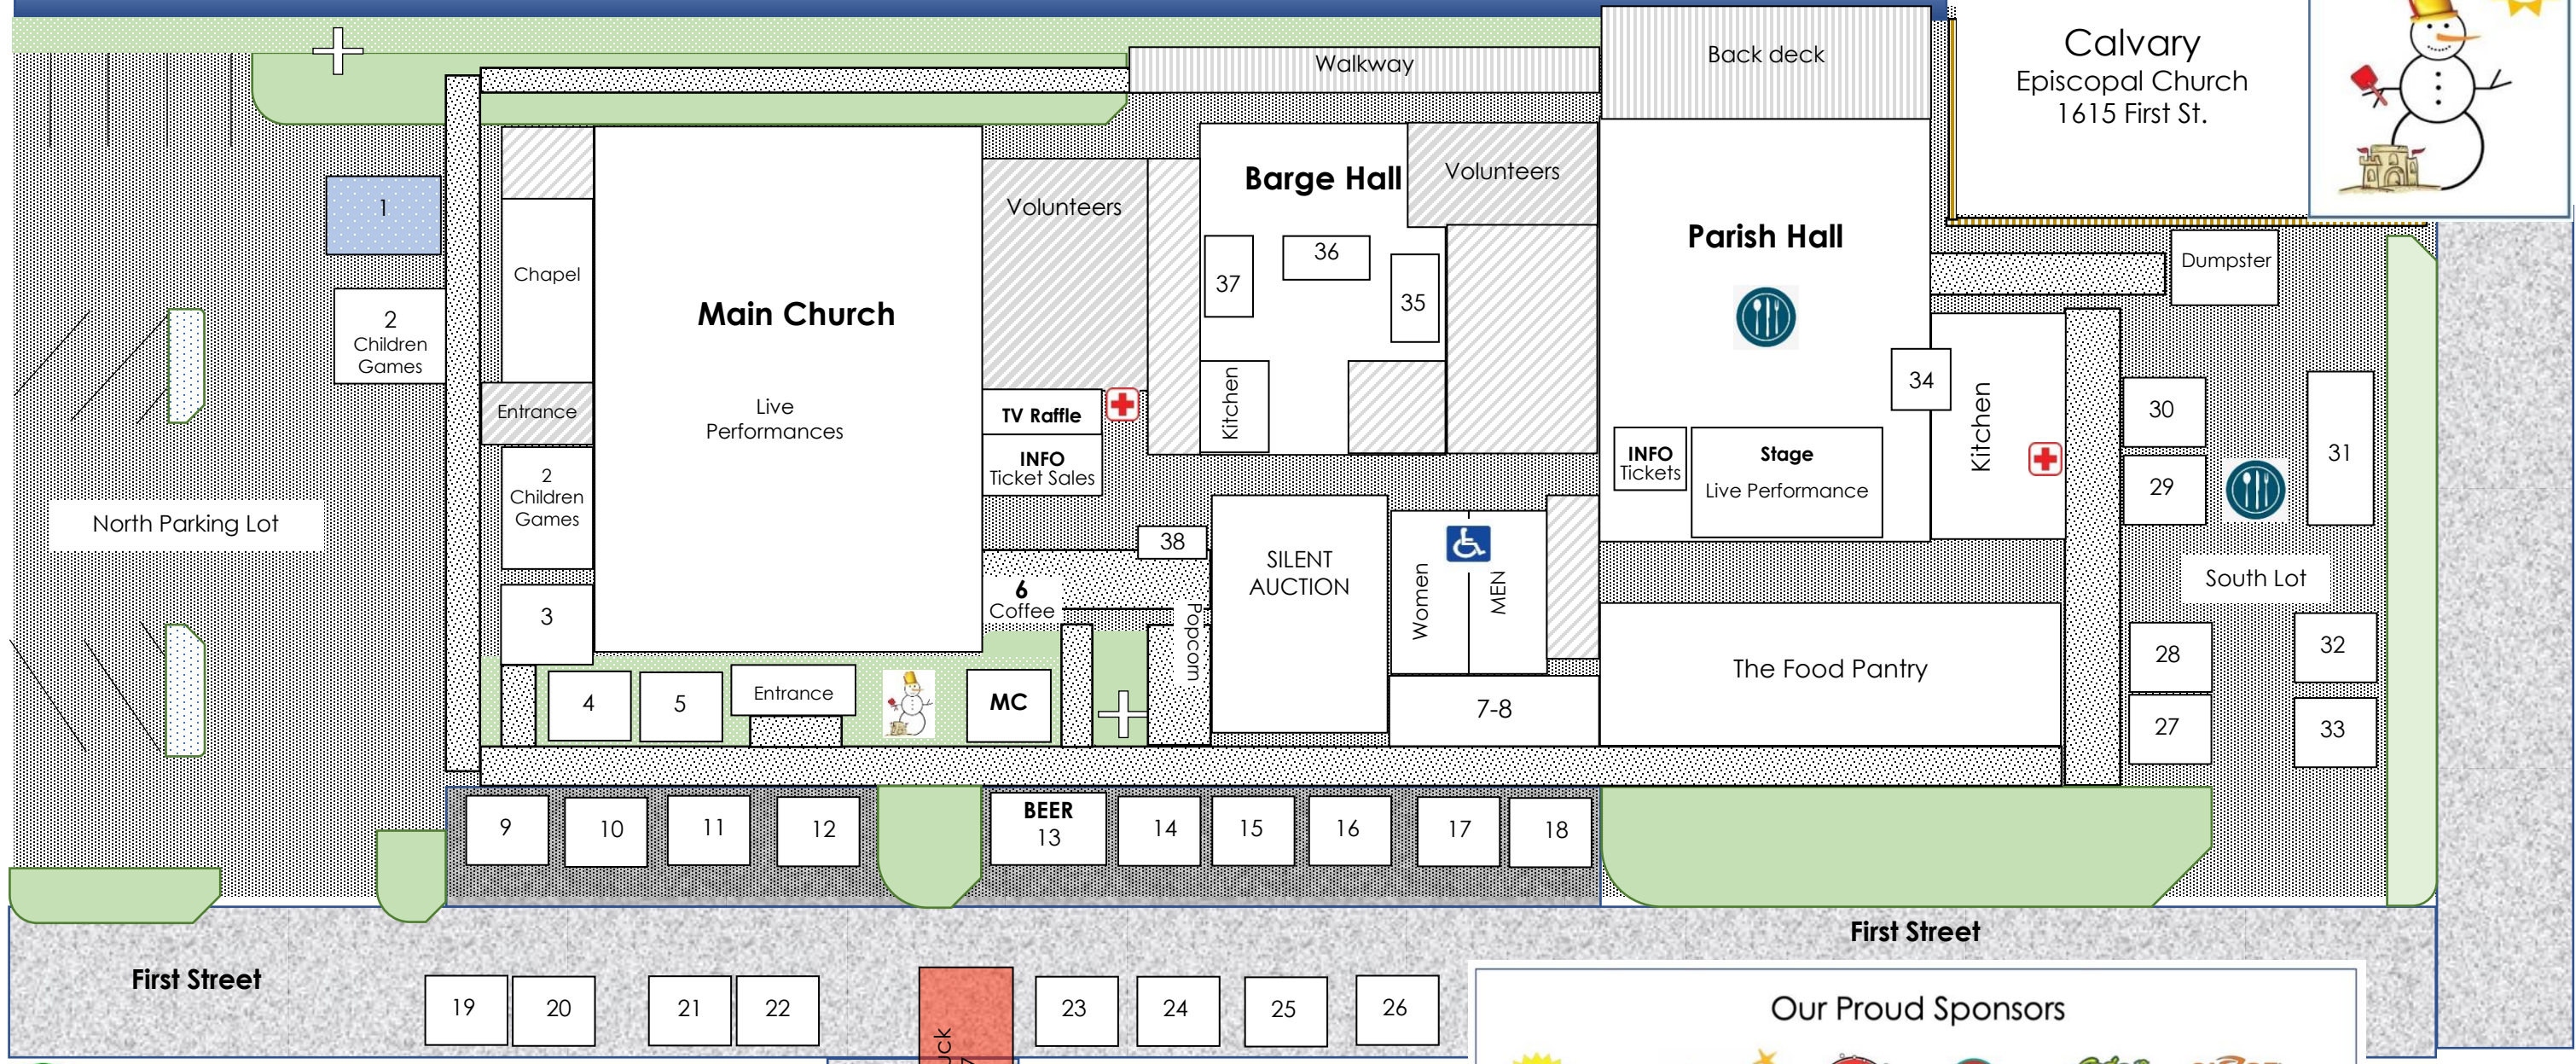 Calvary
Episcopal Church
1615 First St.
Walkway
Back deck
Volunteers
Barge Hall
Volunteers
1
Chapel
Parish Hall
Dumpster
36
37
35
2
Children
Games
Main Church
Live
Performances
Entrance
TV Raffle
INFO
Ticket Sales
Kitchen
34
Kitchen
30
31
29
INFO
Tickets
Stage
Live Performance
2
Children
Games
North Parking Lot
38
SILENT
AUCTION
Women
MEN
South Lot
3
6
Coffee
Popcorn
The Food Pantry
28
32
4
5
Entrance
MC
7-8
27
33
9
10
11
12
BEER
13
14
15
16
17
18
First Street
First Street
19
20
21
22
23
24
25
26
Our Proud Sponsors